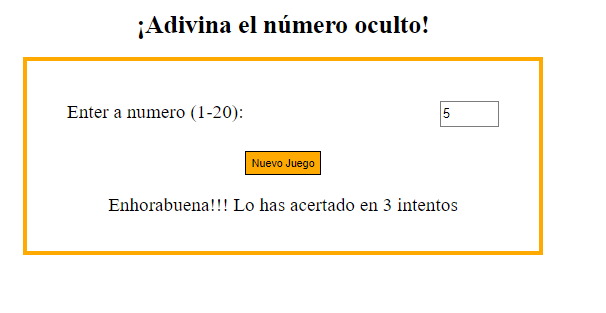 ¡Adivina el número oculto!
Enter a numero (1-20): 5
Nuevo Juego
Enhorabuena!!! Lo has acertado en 3 intentos